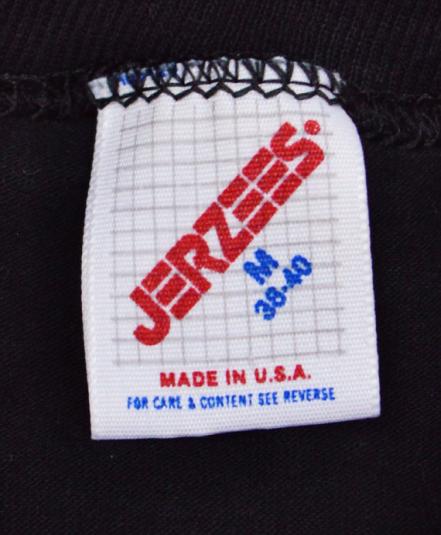 JERZEES
M
38-40
MADE IN U.S.A.
FOR CARE & CONTENT SEE REVERSE